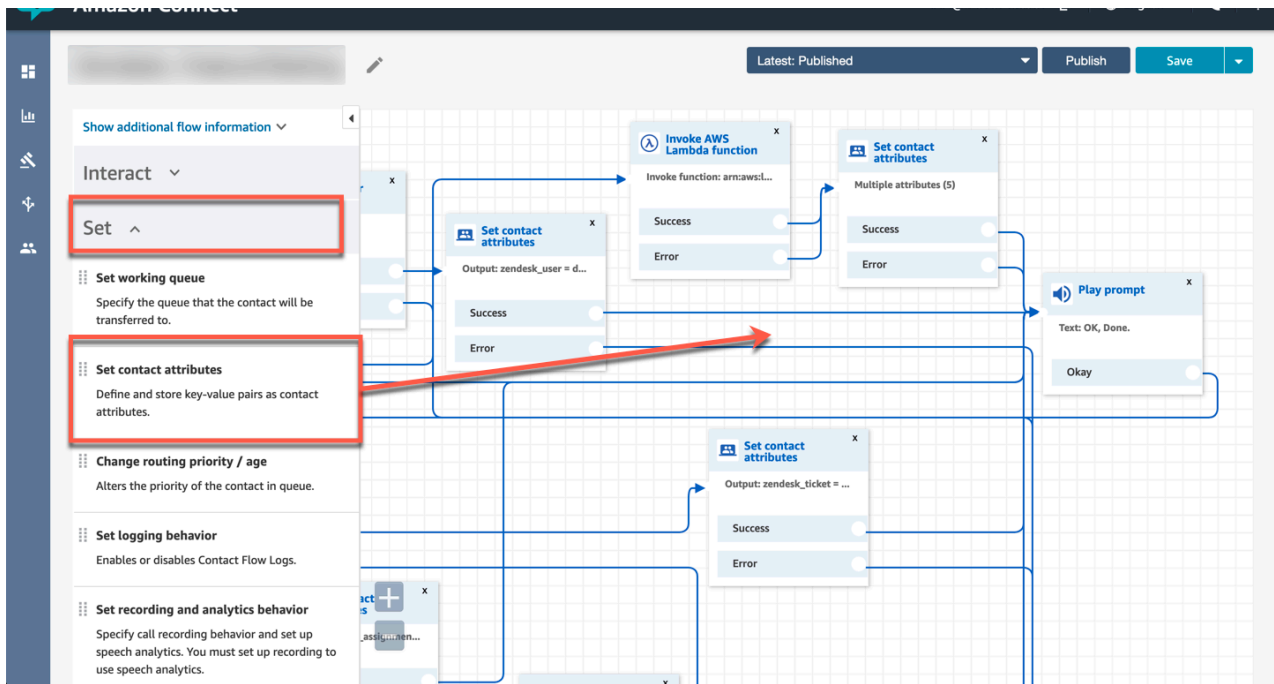 Amazon Connect
Latest: Published
Publish
Save
Show additional flow information
Interact
Set
Set working queue
Specify the queue that the contact will be
transferred to.
Set contact attributes
Define and store key-value pairs as contact
attributes.
Change routing priority / age
Alters the priority of the contact in queue.
Set logging behavior
Enables or disables Contact Flow Logs.
Set recording and analytics behavior
Specify call recording behavior and set up
speech analytics. You must set up recording to
use speech analytics.
x
Set contact
attributes
x
Output: zendesk_user = d...
Success
Error
Invoke AWS
Lambda function
x
Invoke function: arn:aws:l...
Success
Error
Set contact
attributes
x
Multiple attributes (5)
Success
Error
Play prompt
x
Text: OK, Done.
Okay
Set contact
attributes
x
Output: zendesk_ticket = ...
Success
Error
x
x